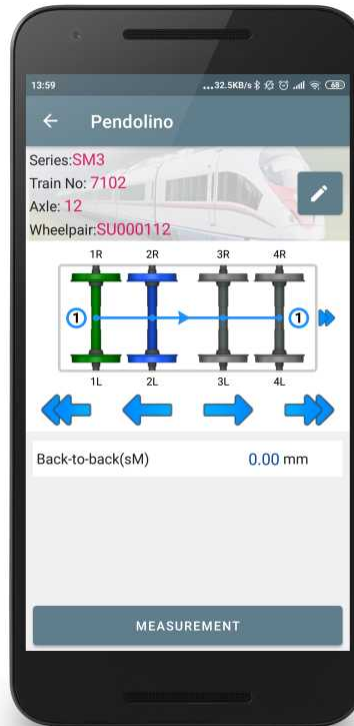 13:59 ...32.5KB/s 68
Pendolino
Series:SM3
Train No: 7102
Axle: 12
Wheelpair:SU000112
1R 2R 3R 4R
1 1
1L 2L 3L 4L
Back-to-back(sM) 0.00 mm
MEASUREMENT